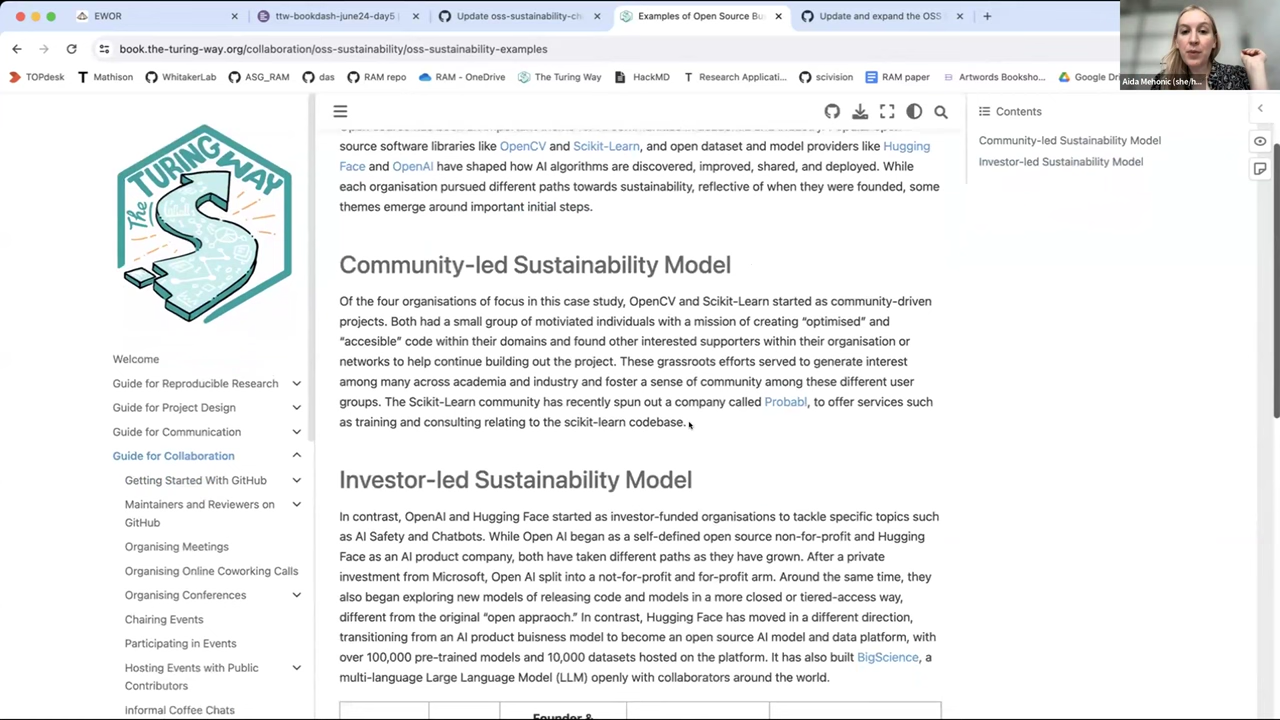 EWOR
ttw-bookdash-june24-day5
Update oss-sustainability-ch
Examples of Open Source Bu
Update and expand the OSS
book.the-turing-way.org/collaboration/oss-sustainability/oss-sustainability-examples
TOPdesk
Mathison
WhitakerLab
ASG_RAM
das
RAM repo
RAM - OneDrive
The Turing Way
HackMD
Research Applicati...
scivision
RAM paper
Artwords Booksho...
Google Dr
Aida Mehonic (she/h...
The TURING WAY
Welcome
Guide for Reproducible Research
Guide for Project Design
Guide for Communication
Guide for Collaboration
Getting Started With GitHub
Maintainers and Reviewers on
GitHub
Organising Meetings
Organising Online Coworking Calls
Organising Conferences
Chairing Events
Participating in Events
Hosting Events with Public
Contributors
Informal Coffee Chats
source software libraries like OpenCV and Scikit-Learn, and open dataset and model providers like Hugging
Face and OpenAI have shaped how AI algorithms are discovered, improved, shared, and deployed. While
each organisation pursued different paths towards sustainability, reflective of when they were founded, some
themes emerge around important initial steps.
Community-led Sustainability Model
Of the four organisations of focus in this case study, OpenCV and Scikit-Learn started as community-driven
projects. Both had a small group of motiviated individuals with a mission of creating “optimised” and
“accesible” code within their domains and found other interested supporters within their organisation or
networks to help continue building out the project. These grassroots efforts served to generate interest
among many across academia and industry and foster a sense of community among these different user
groups. The Scikit-Learn community has recently spun out a company called Probabl, to offer services such
as training and consulting relating to the scikit-learn codebase.
Investor-led Sustainability Model
In contrast, OpenAI and Hugging Face started as investor-funded organisations to tackle specific topics such
as AI Safety and Chatbots. While Open AI began as a self-defined open source non-for-profit and Hugging
Face as an AI product company, both have taken different paths as they have grown. After a private
investment from Microsoft, Open AI split into a not-for-profit and for-profit arm. Around the same time, they
also began exploring new models of releasing code and models in a more closed or tiered-access way,
different from the original “open appraoch.” In contrast, Hugging Face has moved in a different direction,
transitioning from an AI product buisness model to become an open source AI model and data platform, with
over 100,000 pre-trained models and 10,000 datasets hosted on the platform. It has also built BigScience, a
multi-language Large Language Model (LLM) openly with collaborators around the world.
Founder &
Contents
Community-led Sustainability Model
Investor-led Sustainability Model